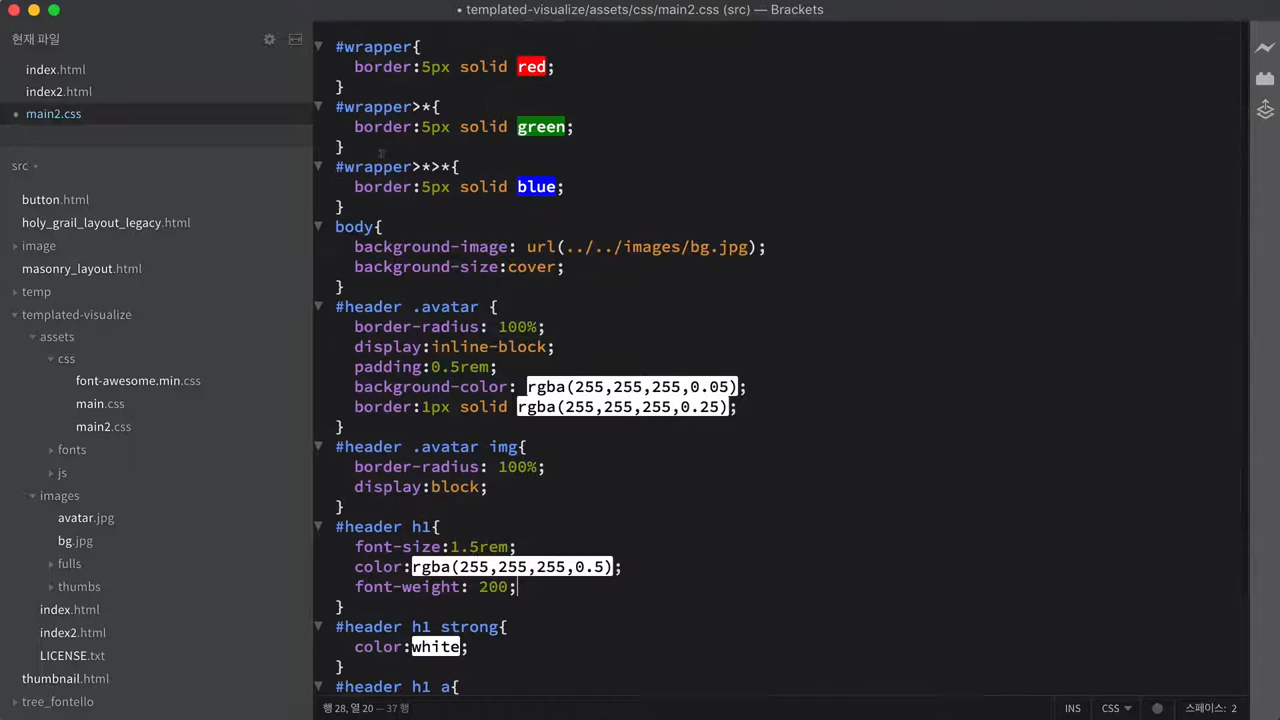 • templated-visualize/assets/css/main2.css (src) — Brackets
현재 파일
index.html
index2.html
• main2.css
src
button.html
holy_grail_layout_legacy.html
image
masonry_layout.html
temp
templated-visualize
assets
css
font-awesome.min.css
main.css
main2.css
fonts
js
images
avatar.jpg
bg.jpg
fulls
thumbs
index.html
index2.html
LICENSE.txt
thumbnail.html
tree_fontello
#wrapper{
border:5px solid red;
}
#wrapper>*{
border:5px solid green;
}
#wrapper>*>*{
border:5px solid blue;
}
body{
background-image: url(../../images/bg.jpg);
background-size:cover;
}
#header .avatar {
border-radius: 100%;
display:inline-block;
padding:0.5rem;
background-color: rgba(255,255,255,0.05);
border:1px solid rgba(255,255,255,0.25);
}
#header .avatar img{
border-radius: 100%;
display:block;
}
#header h1{
font-size:1.5rem;
color:rgba(255,255,255,0.5);
font-weight: 200;
}
#header h1 strong{
color:white;
}
#header h1 a{
행 28, 열 20 — 37 행
INS
CSS
스페이스: 2